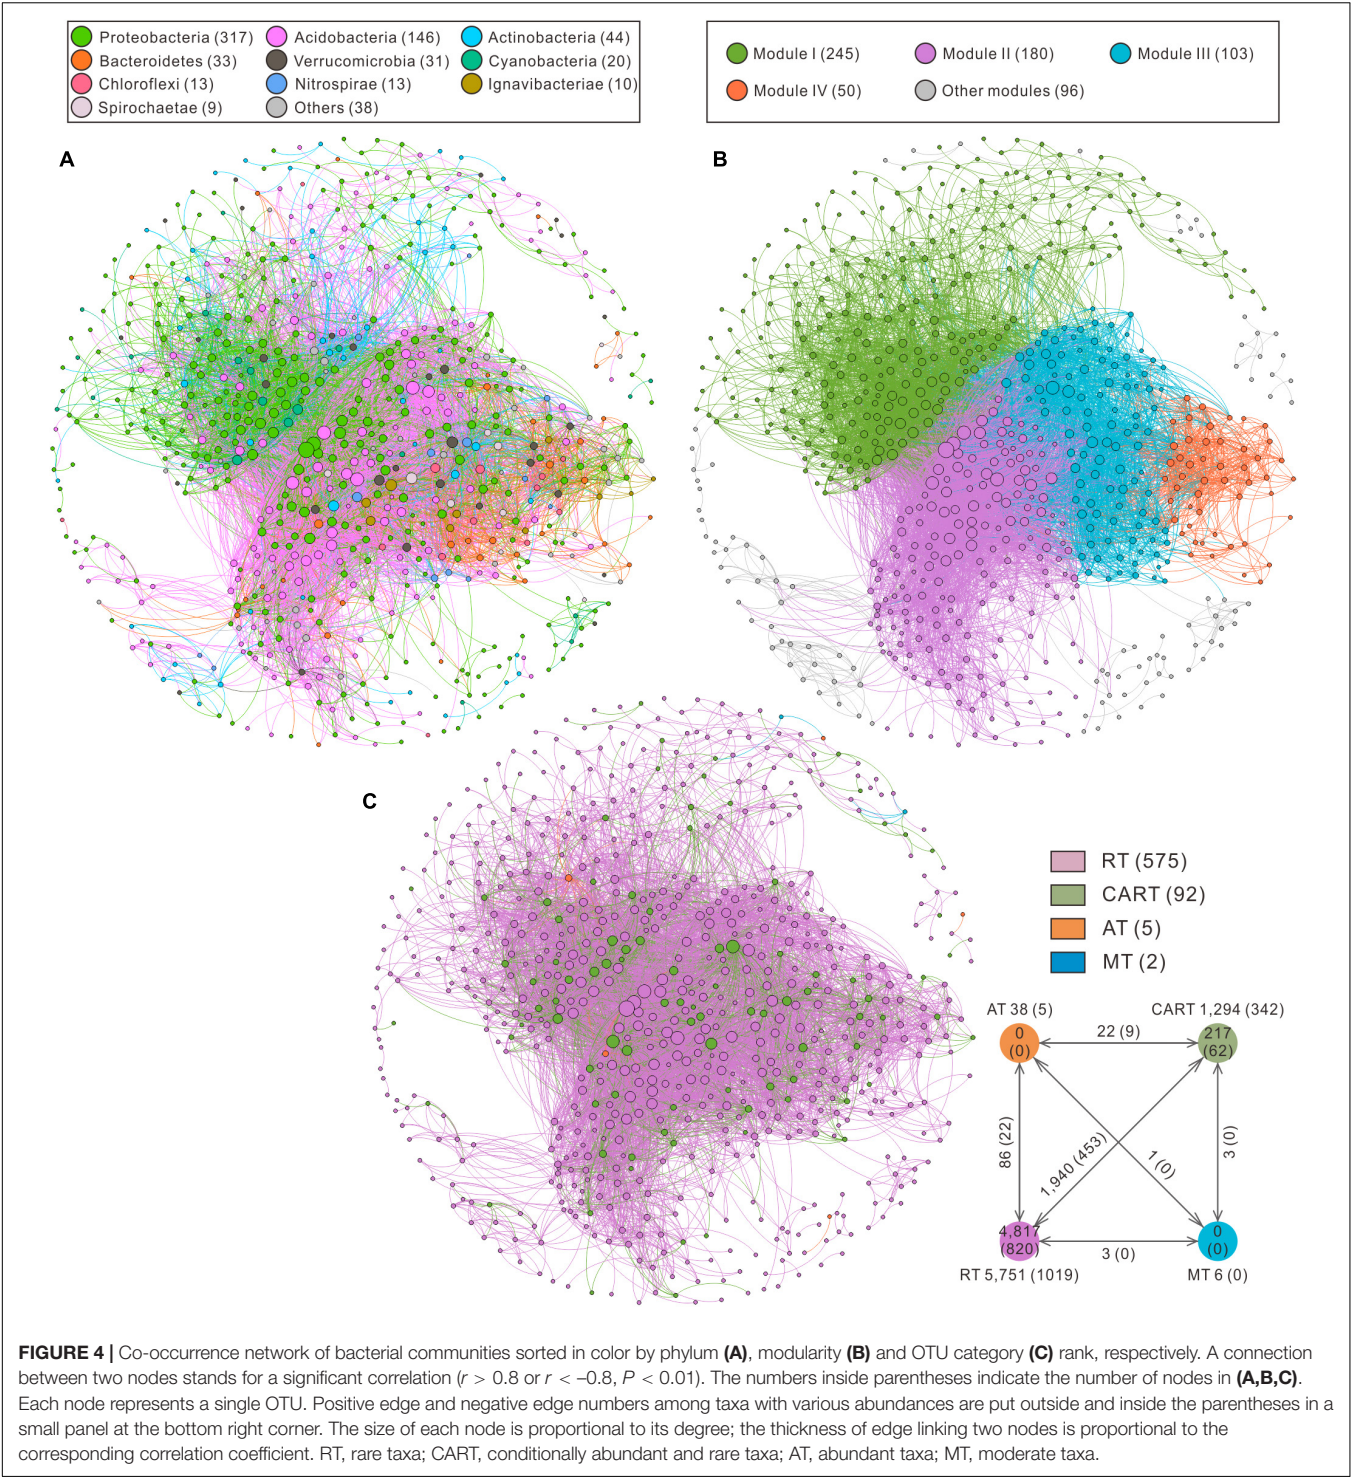 Proteobacteria (317) Acidobacteria (146) Actinobacteria (44)
Bacteroidetes (33) Verrucomicrobia (31) Cyanobacteria (20)
Chloroflexi (13) Nitrospirae (13) Ignavibacteriae (10)
Spirochaetae (9) Others (38)
Module I (245) Module II (180) Module III (103)
Module IV (50) Other modules (96)
A
B
C
RT (575)
CART (92)
AT (5)
MT (2)
AT 38 (5) CART 1,294 (342)
0
(0)
22 (9)
217
(62)
86 (22)
1,940 (453)
1 (0)
3 (0)
4,817
(820)
3 (0)
0
(0)
RT 5,751 (1019) MT 6 (0)
FIGURE 4 | Co-occurrence network of bacterial communities sorted in color by phylum (A), modularity (B) and OTU category (C) rank, respectively. A connection
between two nodes stands for a significant correlation (r > 0.8 or r < –0.8, P < 0.01). The numbers inside parentheses indicate the number of nodes in (A,B,C).
Each node represents a single OTU. Positive edge and negative edge numbers among taxa with various abundances are put outside and inside the parentheses in a
small panel at the bottom right corner. The size of each node is proportional to its degree; the thickness of edge linking two nodes is proportional to the
corresponding correlation coefficient. RT, rare taxa; CART, conditionally abundant and rare taxa; AT, abundant taxa; MT, moderate taxa.